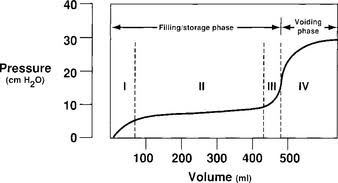 Filling/storage phase
Voiding
phase
40
30
20
10
0
Pressure
(cm H₂O)
I
II
III
IV
100
200
300
400
500
Volume (ml)